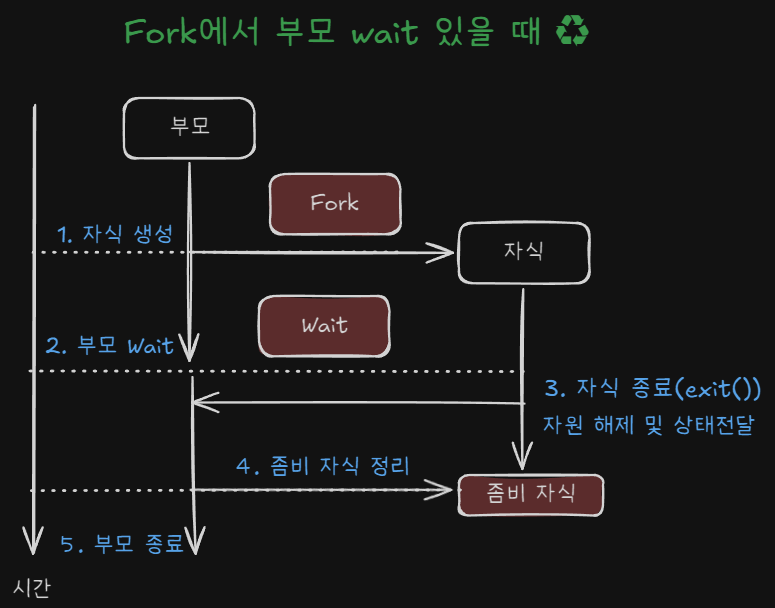 Fork에서 부모 wait 있을 때 ♻
부모
Fork
1. 자식 생성
자식
Wait
2. 부모 Wait
3. 자식 종료(exit())
자원 해제 및 상태전달
4. 좀비 자식 정리
좀비 자식
5. 부모 종료
시간